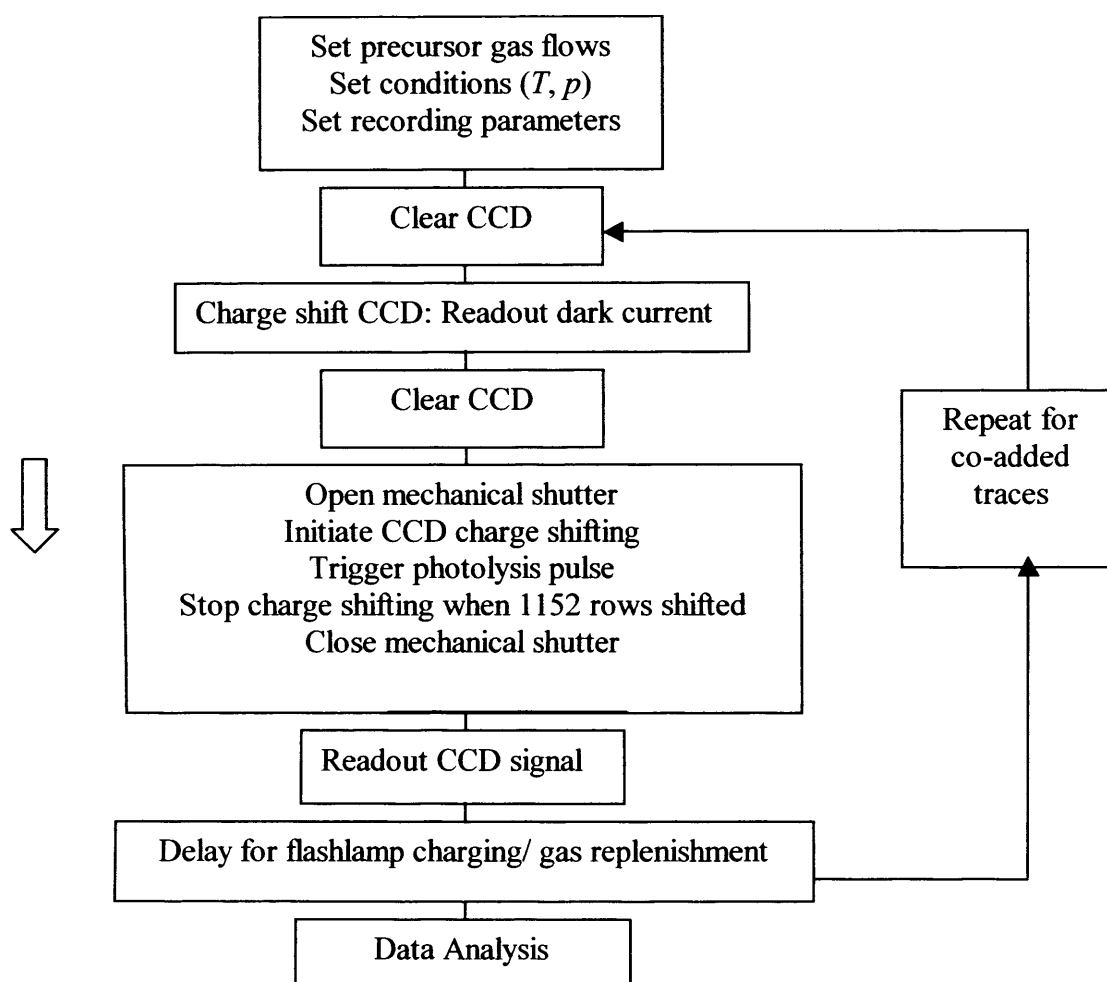 Set precursor gas flows
Set conditions (T, p)
Set recording parameters
Clear CCD
Charge shift CCD: Readout dark current
Clear CCD
Open mechanical shutter
Initiate CCD charge shifting
Trigger photolysis pulse
Stop charge shifting when 1152 rows shifted
Close mechanical shutter
Readout CCD signal
Delay for flashlamp charging/ gas replenishment
Data Analysis
Repeat for
co-added
traces